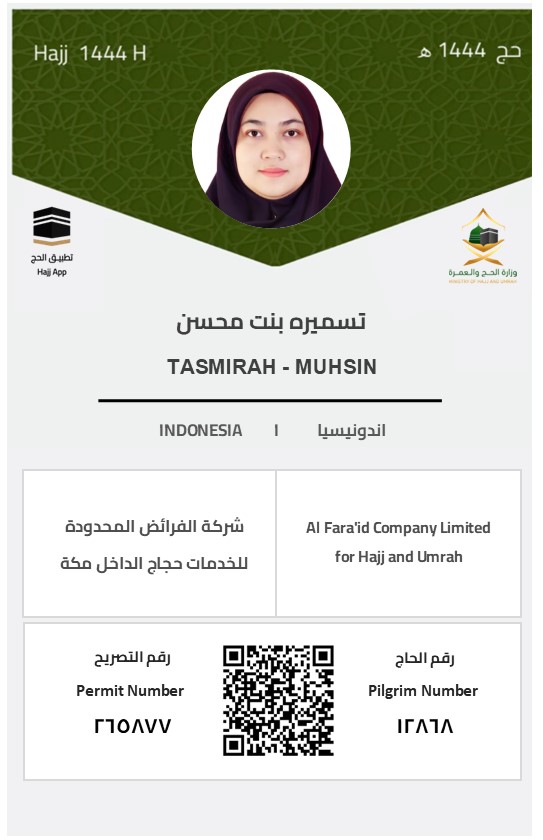 Hajj 1444 H
حج 1444 هـ
تطبيق الحج
Hajj App
وزارة الحج والعمرة
MINISTRY OF HAJJ AND UMRAH
تسميره بنت محسن
TASMIRAH - MUHSIN
INDONESIA I اندونيسيا
شركة الفرائض المحدودة
للخدمات حجاج الداخل مكة
Al Fara'id Company Limited
for Hajj and Umrah
رقم التصريح
Permit Number
٢٦٥٨٧٧
رقم الحاج
Pilgrim Number
١٢٨٦٨